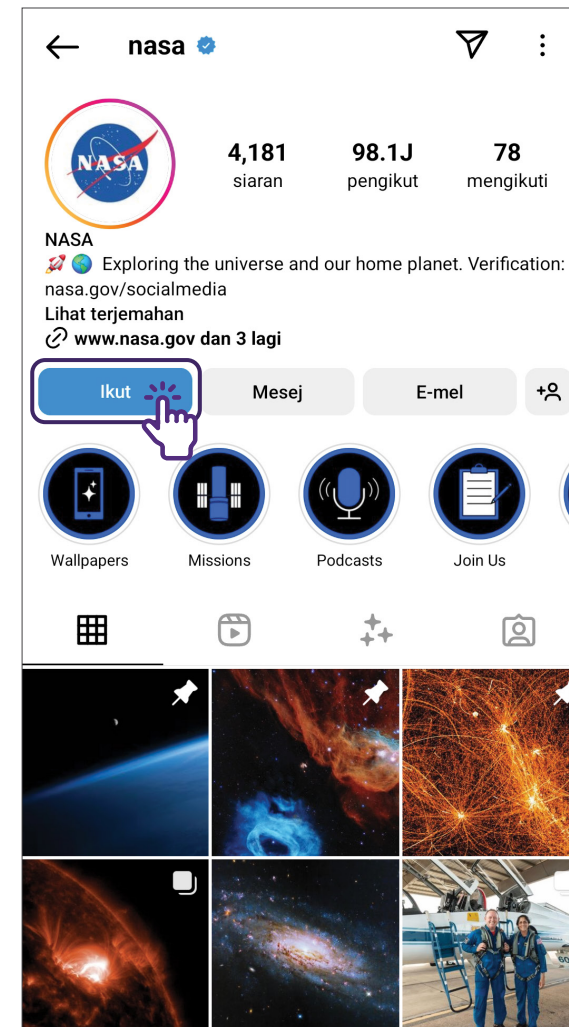 nasa
NASA
4,181 98.1J 78
siaran pengikut mengikuti
NASA
🚀 🌎 Exploring the universe and our home planet. Verification:
nasa.gov/socialmedia
Lihat terjemahan
www.nasa.gov dan 3 lagi
Ikut Mesej E-mel
Wallpapers Missions Podcasts Join Us